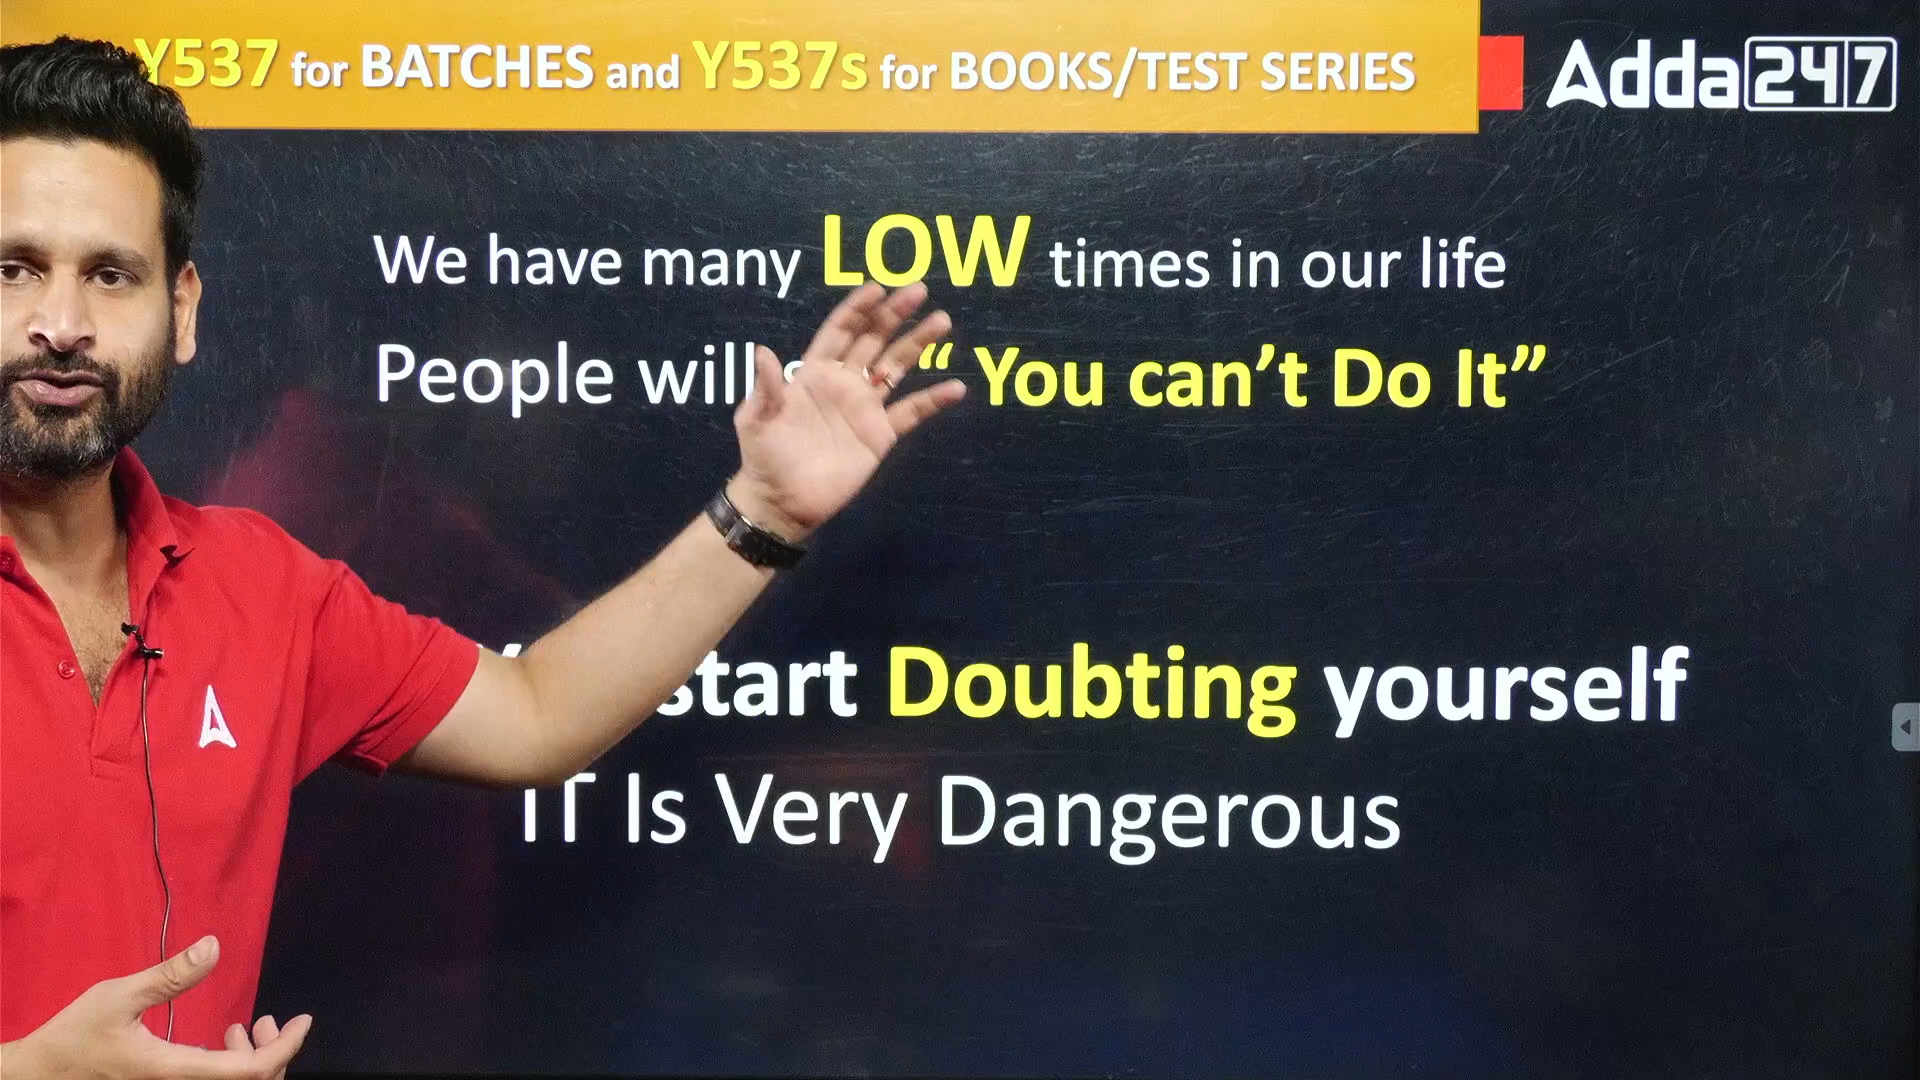 Y537 for BATCHES and Y537s for BOOKS/TEST SERIES
Adda247
We have many LOW times in our life
People will “ You can’t Do It”
start Doubting yourself
IT Is Very Dangerous